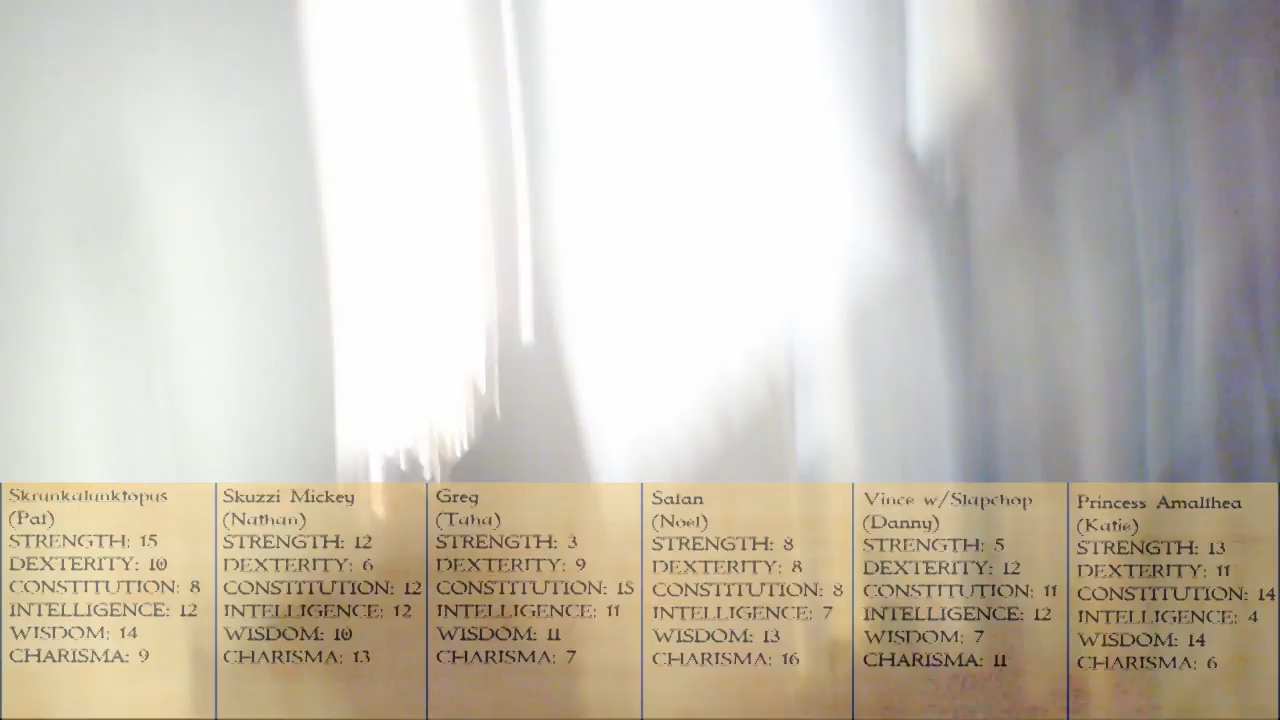 Skrunkalunktopus
(Pat)
STRENGTH: 15
DEXTERITY: 10
CONSTITUTION: 8
INTELLIGENCE: 12
WISDOM: 14
CHARISMA: 9
Skuzzi Mickey
(Nathan)
STRENGTH: 12
DEXTERITY: 6
CONSTITUTION: 12
INTELLIGENCE: 12
WISDOM: 10
CHARISMA: 13
Greg
(Taha)
STRENGTH: 3
DEXTERITY: 9
CONSTITUTION: 15
INTELLIGENCE: 11
WISDOM: 11
CHARISMA: 7
Satan
(Noel)
STRENGTH: 8
DEXTERITY: 8
CONSTITUTION: 8
INTELLIGENCE: 7
WISDOM: 13
CHARISMA: 16
Vince w/Slapchop
(Danny)
STRENGTH: 5
DEXTERITY: 12
CONSTITUTION: 11
INTELLIGENCE: 12
WISDOM: 7
CHARISMA: 11
Princess Amalthea
(Katie)
STRENGTH: 13
DEXTERITY: 11
CONSTITUTION: 14
INTELLIGENCE: 4
WISDOM: 14
CHARISMA: 6